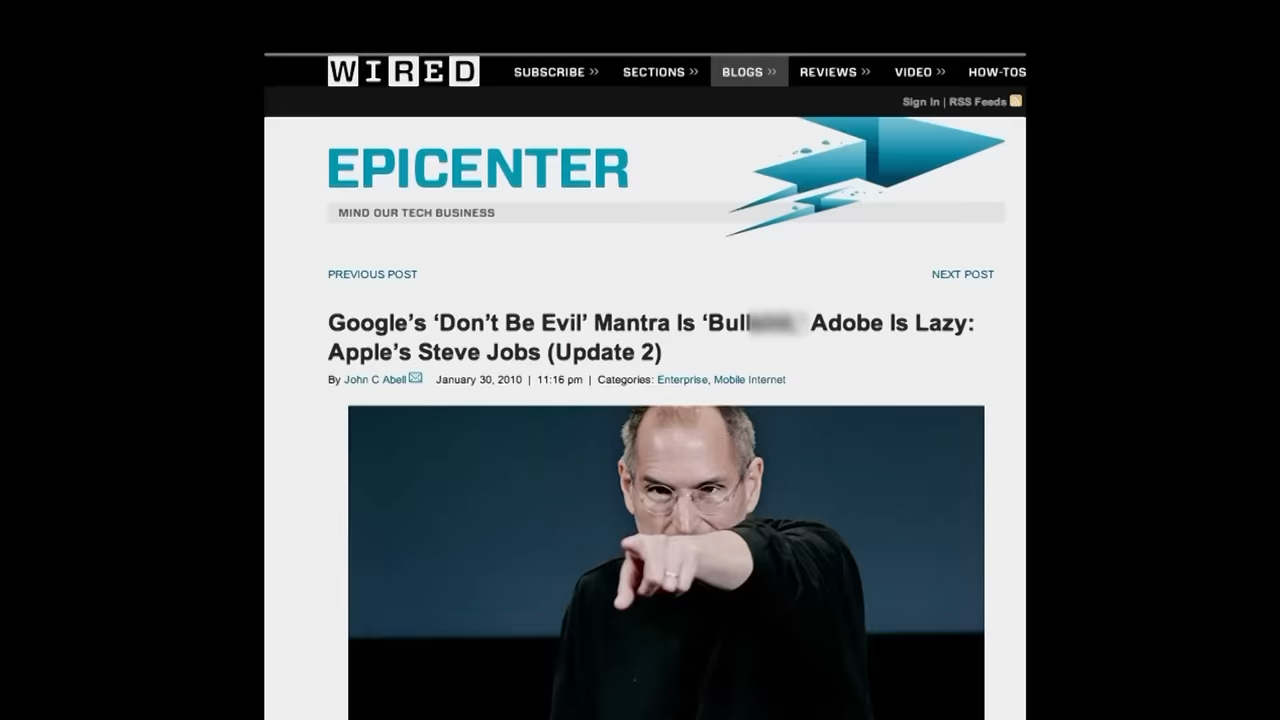 WIRED SUBSCRIBE >> SECTIONS >> BLOGS >> REVIEWS >> VIDEO >> HOW-TOS
Sign In | RSS Feeds
EPICENTER
MIND OUR TECH BUSINESS
PREVIOUS POST NEXT POST
Google's ‘Don't Be Evil’ Mantra Is ‘Bull Adobe Is Lazy:
Apple's Steve Jobs (Update 2)
By John C Abell January 30, 2010 | 11:16 pm | Categories: Enterprise, Mobile Internet